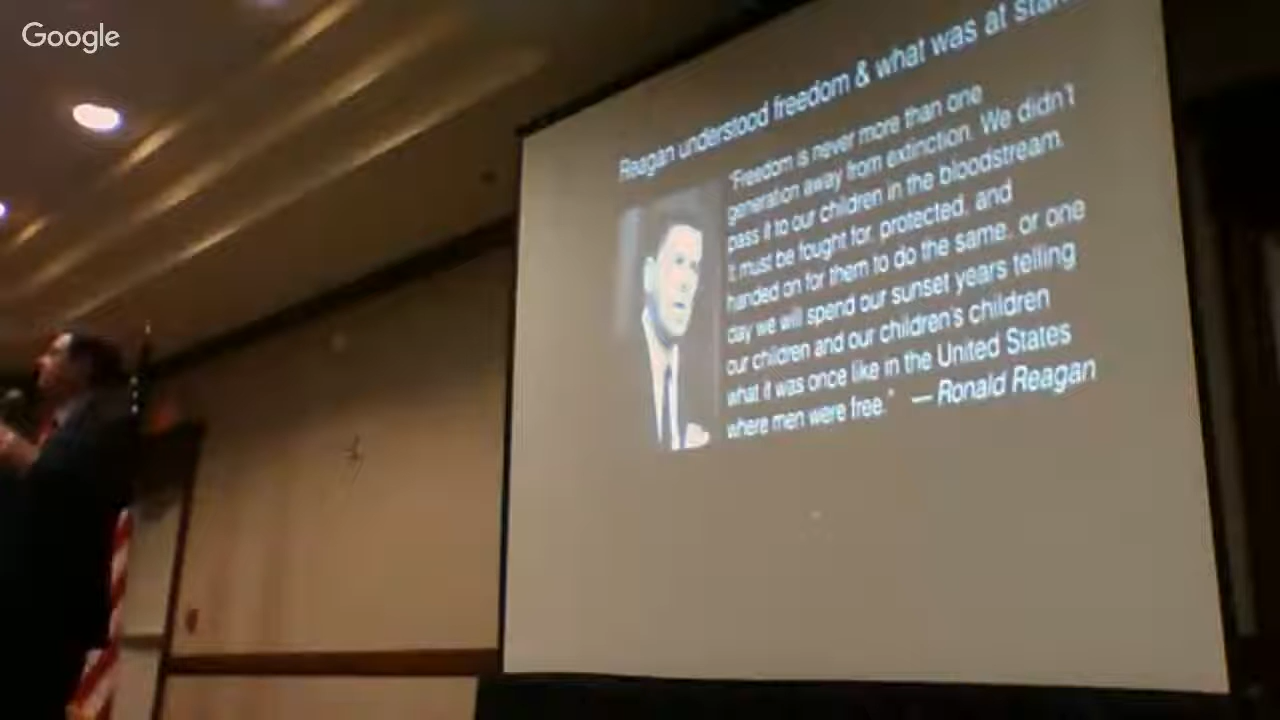 Google
Reagan understood freedom & what was at
"Freedom is never more than one
generation away from extinction. We didn't
pass it to our children in the bloodstream.
It must be fought for, protected, and
handed on for them to do the same, or one
day we will spend our sunset years telling
our children and our children's children
what it was once like in the United States
where men were free." — Ronald Reagan